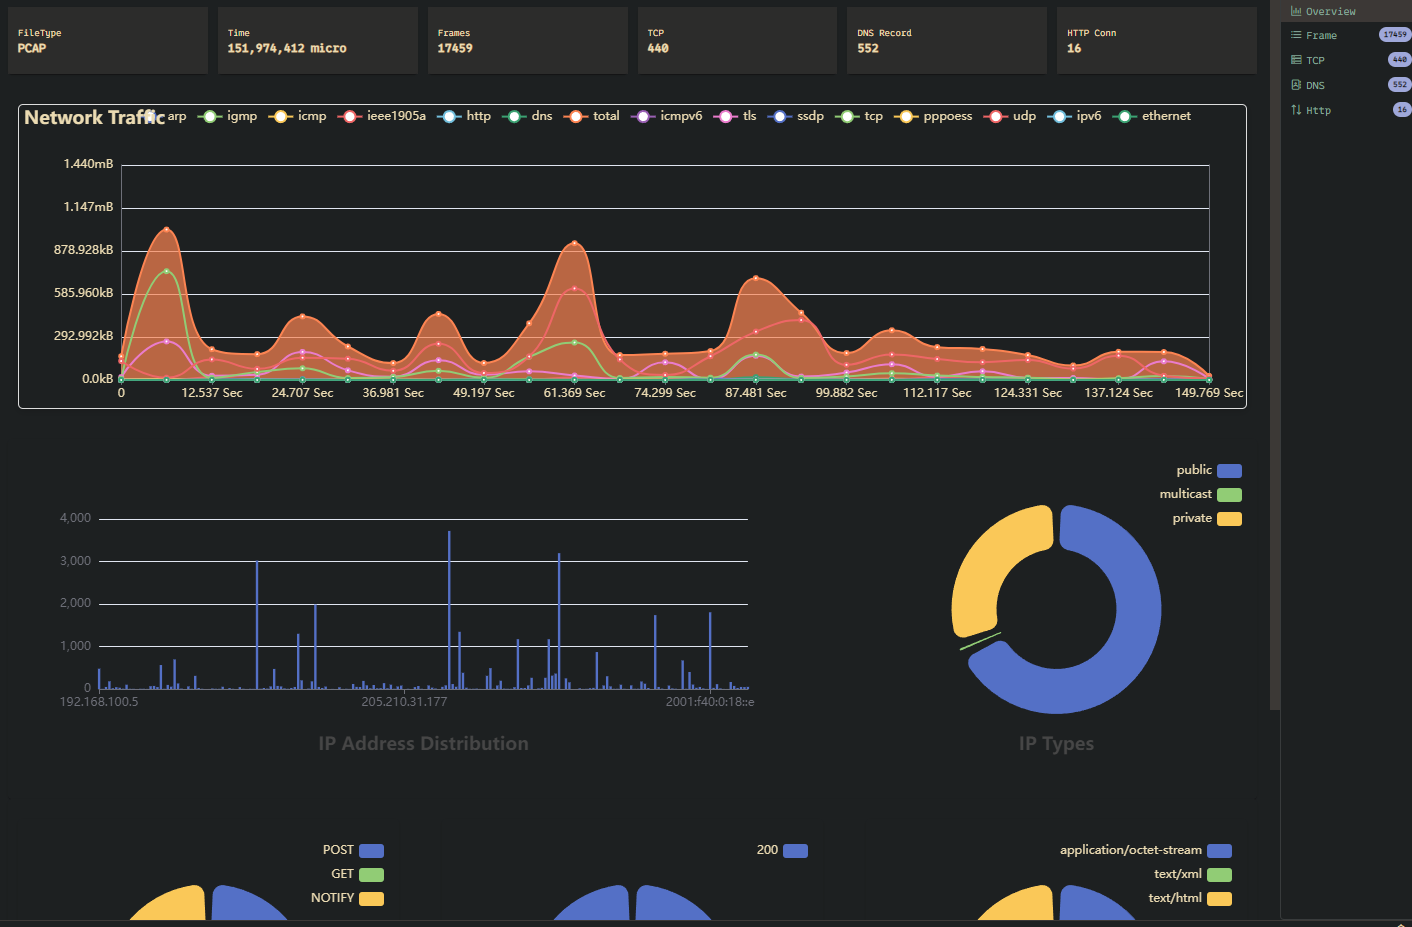 FileType
PCAP
Time
151,974,412 micro
Frames
17459
TCP
440
DNS Record
552
HTTP Conn
16
Overview
Frame 17459
TCP 440
DNS 552
Http 16
Network Traffic
arp igmp icmp ieee1905a http dns total icmpv6 tls ssdp tcp pppoess udp ipv6 ethernet
1.440mB
1.147mB
878.928kB
585.960kB
292.992kB
0.0kB
0 12.537 Sec 24.707 Sec 36.981 Sec 49.197 Sec 61.369 Sec 74.299 Sec 87.481 Sec 99.882 Sec 112.117 Sec 124.331 Sec 137.124 Sec 149.769 Sec
4,000
3,000
2,000
1,000
0
192.168.100.5 205.210.31.177 2001:f40:0:18::e
IP Address Distribution
public
multicast
private
IP Types
POST
GET
NOTIFY
200
application/octet-stream
text/xml
text/html